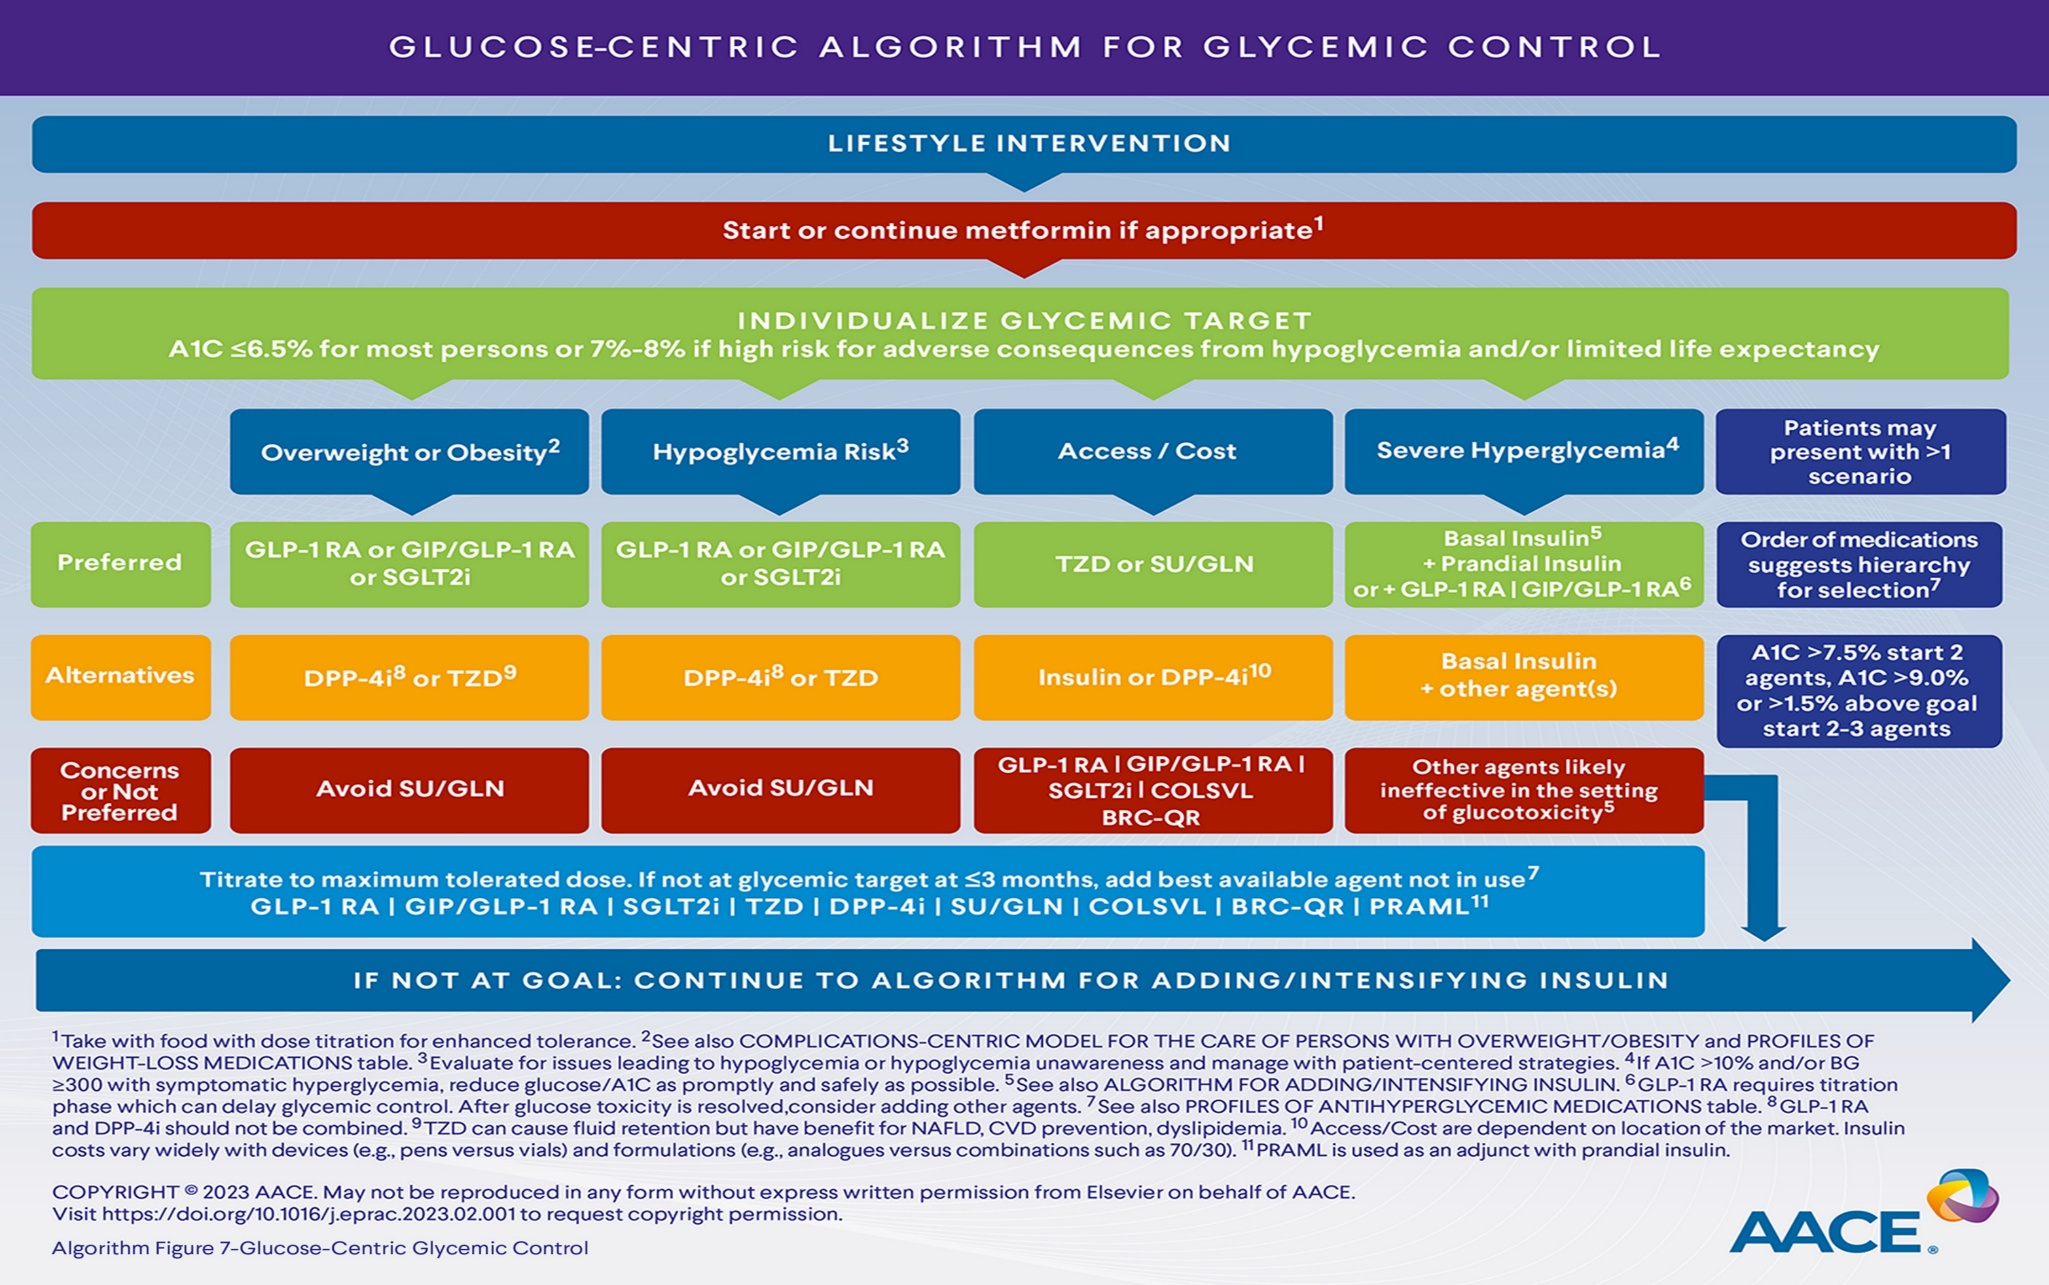 GLUCOSE-CENTRIC ALGORITHM FOR GLYCEMIC CONTROL
LIFESTYLE INTERVENTION
Start or continue metformin if appropriate¹
INDIVIDUALIZE GLYCEMIC TARGET
A1C ≤6.5% for most persons or 7%-8% if high risk for adverse consequences from hypoglycemia and/or limited life expectancy
Overweight or Obesity²
Hypoglycemia Risk³
Access / Cost
Severe Hyperglycemia⁴
Patients may
present with >1
scenario
Preferred
GLP-1 RA or GIP/GLP-1 RA
or SGLT2i
GLP-1 RA or GIP/GLP-1 RA
or SGLT2i
TZD or SU/GLN
Basal Insulin⁵
+ Prandial Insulin
or + GLP-1 RA | GIP/GLP-1 RA⁶
Order of medications
suggests hierarchy
for selection⁷
Alternatives
DPP-4i⁸ or TZD⁹
DPP-4i⁸ or TZD
Insulin or DPP-4i¹⁰
Basal Insulin
+ other agent(s)
A1C >7.5% start 2
agents, A1C >9.0%
or >1.5% above goal
start 2-3 agents
Concerns
or Not
Preferred
Avoid SU/GLN
Avoid SU/GLN
GLP-1 RA | GIP/GLP-1 RA |
SGLT2i | COLSVL
BRC-QR
Other agents likely
ineffective in the setting
of glucotoxicity⁵
Titrate to maximum tolerated dose. If not at glycemic target at ≤3 months, add best available agent not in use⁷
GLP-1 RA | GIP/GLP-1 RA | SGLT2i | TZD | DPP-4i | SU/GLN | COLSVL | BRC-QR | PRAML¹¹
IF NOT AT GOAL: CONTINUE TO ALGORITHM FOR ADDING/INTENSIFYING INSULIN
¹Take with food with dose titration for enhanced tolerance. ²See also COMPLICATIONS-CENTRIC MODEL FOR THE CARE OF PERSONS WITH OVERWEIGHT/OBESITY and PROFILES OF
WEIGHT-LOSS MEDICATIONS table. ³Evaluate for issues leading to hypoglycemia or hypoglycemia unawareness and manage with patient-centered strategies. ⁴If A1C >10% and/or BG
≥300 with symptomatic hyperglycemia, reduce glucose/A1C as promptly and safely as possible. ⁵See also ALGORITHM FOR ADDING/INTENSIFYING INSULIN. ⁶GLP-1 RA requires titration
phase which can delay glycemic control. After glucose toxicity is resolved,consider adding other agents. ⁷See also PROFILES OF ANTIHYPERGLYCEMIC MEDICATIONS table. ⁸GLP-1 RA
and DPP-4i should not be combined. ⁹TZD can cause fluid retention but have benefit for NAFLD, CVD prevention, dyslipidemia. ¹⁰Access/Cost are dependent on location of the market. Insulin
costs vary widely with devices (e.g., pens versus vials) and formulations (e.g., analogues versus combinations such as 70/30). ¹¹PRAML is used as an adjunct with prandial insulin.
COPYRIGHT © 2023 AACE. May not be reproduced in any form without express written permission from Elsevier on behalf of AACE.
Visit https://doi.org/10.1016/j.eprac.2023.02.001 to request copyright permission.
Algorithm Figure 7-Glucose-Centric Glycemic Control
AACE®